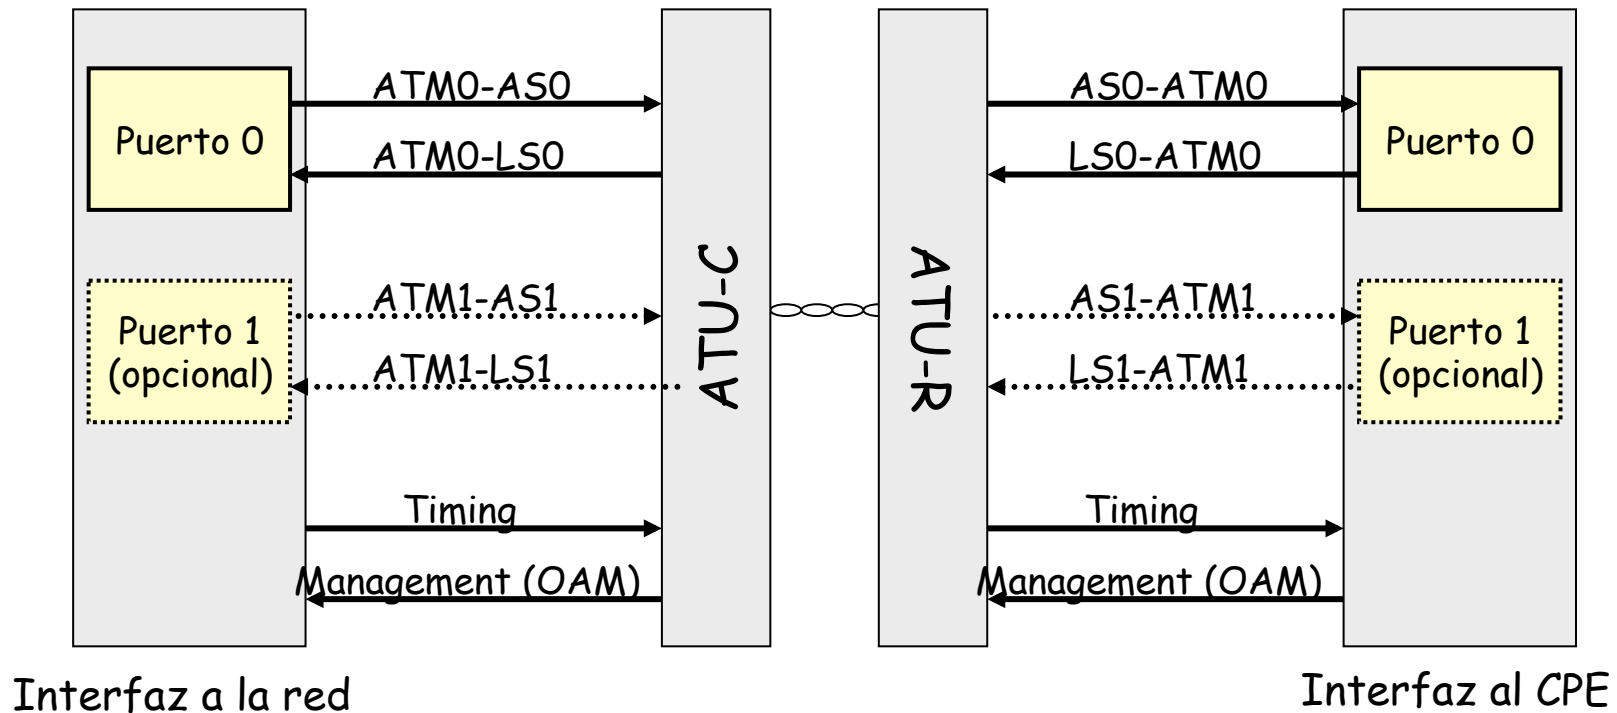 ATM0-AS0
AS0-ATM0
Puerto 0
Puerto 0
ATM0-LS0
LS0-ATM0
ATU-C
ATU-R
ATM1-AS1
AS1-ATM1
Puerto 1
(opcional)
Puerto 1
(opcional)
ATM1-LS1
LS1-ATM1
Timing
Timing
Management (OAM)
Management (OAM)
Interfaz a la red
Interfaz al CPE